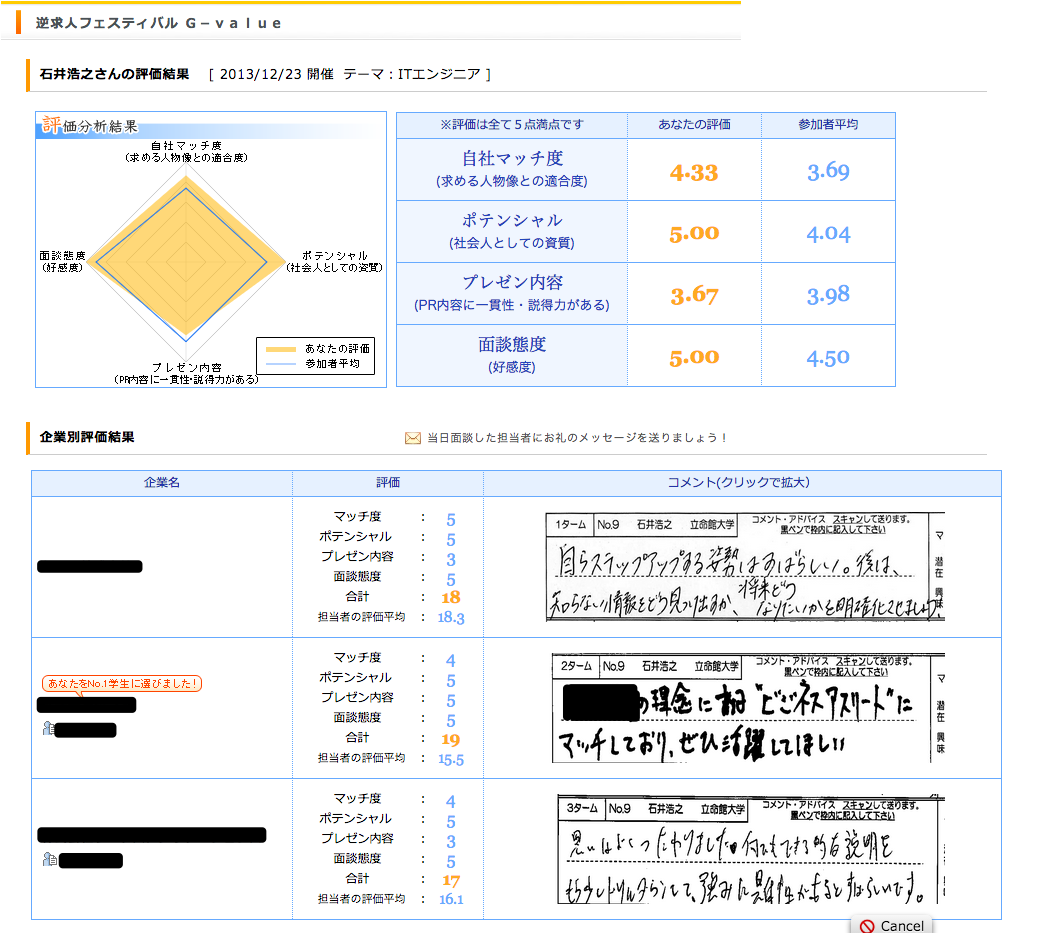 逆求人フェスティバル G－value
石井浩之さんの評価結果 [ 2013/12/23 開催 テーマ：ITエンジニア ]
評価分析結果
自社マッチ度
(求める人物像との適合度)
面談態度
(好感度)
ポテンシャル
(社会人としての資質)
プレゼン内容
(PR内容に一貫性・説得力がある)
あなたの評価
参加者平均
※評価は全て５点満点です あなたの評価 参加者平均
自社マッチ度
(求める人物像との適合度)
4.33 3.69
ポテンシャル
(社会人としての資質)
5.00 4.04
プレゼン内容
(PR内容に一貫性・説得力がある)
3.67 3.98
面談態度
(好感度)
5.00 4.50
企業別評価結果
当日面談した担当者にお礼のメッセージを送りましょう！
企業名 評価 コメント(クリックで拡大)
マッチ度 ： 5
ポテンシャル ： 5
プレゼン内容 ： 3
面談態度 ： 5
合計 ： 18
担当者の評価平均 ： 18.3
1ターム No.9 石井浩之 立命館大学
コメント・アドバイス スキャンして送ります。
黒ペンで枠内に記入して下さい
マ
潜在
興味
自らステップアップする姿勢はすばらしい。後は、
知らない情報をどう見つけ出すか、将来どう
なりたいかを明確化させましょう。
あなたをNo.1学生に選びました！
マッチ度 ： 4
ポテンシャル ： 5
プレゼン内容 ： 5
面談態度 ： 5
合計 ： 19
担当者の評価平均 ： 15.5
2ターム No.9 石井浩之 立命館大学
コメント・アドバイス スキャンして送ります。
黒ペンで枠内に記入して下さい
マ
潜在
興味
の理念にある"ビジネスアスリート"に
マッチしており、ぜひ活躍してほしい
マッチ度 ： 4
ポテンシャル ： 5
プレゼン内容 ： 3
面談態度 ： 5
合計 ： 17
担当者の評価平均 ： 16.1
3ターム No.9 石井浩之 立命館大学
コメント・アドバイス スキャンして送ります。
黒ペンで枠内に記入して下さい
思いはよくつたわりました。何でもできる的な説明を
もう少しドリルダウンして、強みに具体性があるとすばらしいです。
Cancel